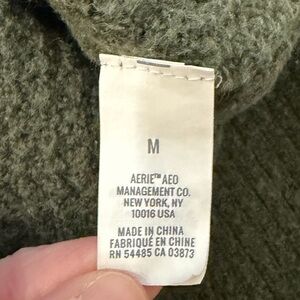 M
AERIE™ AEO
MANAGEMENT CO.
NEW YORK, NY
10016 USA
MADE IN CHINA
FABRIQUÉ EN CHINE
RN 54485 CA 03873